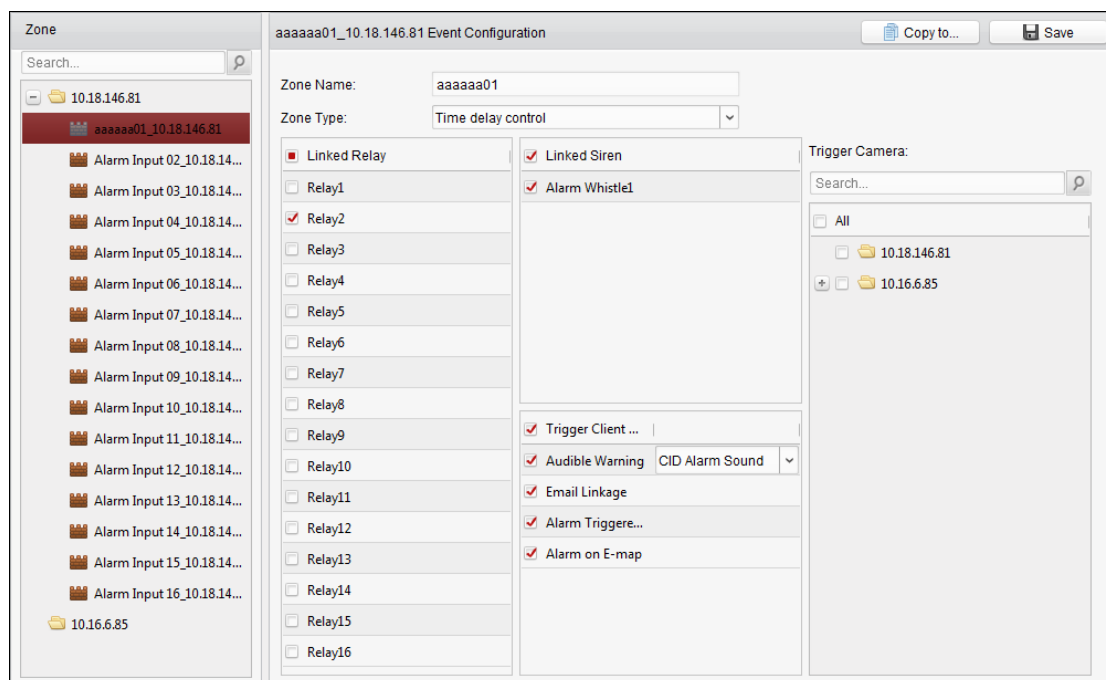 Zone
Search...
10.18.146.81
aaaaaa01_10.18.146.81
Alarm Input 02_10.18.14...
Alarm Input 03_10.18.14...
Alarm Input 04_10.18.14...
Alarm Input 05_10.18.14...
Alarm Input 06_10.18.14...
Alarm Input 07_10.18.14...
Alarm Input 08_10.18.14...
Alarm Input 09_10.18.14...
Alarm Input 10_10.18.14...
Alarm Input 11_10.18.14...
Alarm Input 12_10.18.14...
Alarm Input 13_10.18.14...
Alarm Input 14_10.18.14...
Alarm Input 15_10.18.14...
Alarm Input 16_10.18.14...
10.16.6.85
aaaaaa01_10.18.146.81 Event Configuration
Copy to...
Save
Zone Name: aaaaaa01
Zone Type: Time delay control
Linked Relay
Relay1
Relay2
Relay3
Relay4
Relay5
Relay6
Relay7
Relay8
Relay9
Relay10
Relay11
Relay12
Relay13
Relay14
Relay15
Relay16
Linked Siren
Alarm Whistle1
Trigger Client ...
Audible Warning CID Alarm Sound
Email Linkage
Alarm Triggere...
Alarm on E-map
Trigger Camera:
Search...
All
10.18.146.81
10.16.6.85